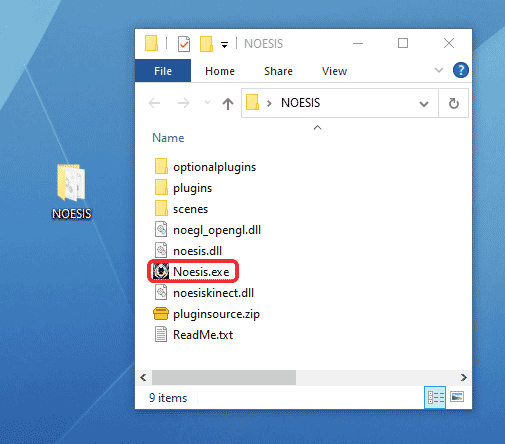 NOESIS
File Home Share View
NOESIS
Name
optionalplugins
plugins
scenes
noegl_opengl.dll
noesis.dll
Noesis.exe
noesiskinect.dll
pluginsource.zip
ReadMe.txt
9 items
NOESIS